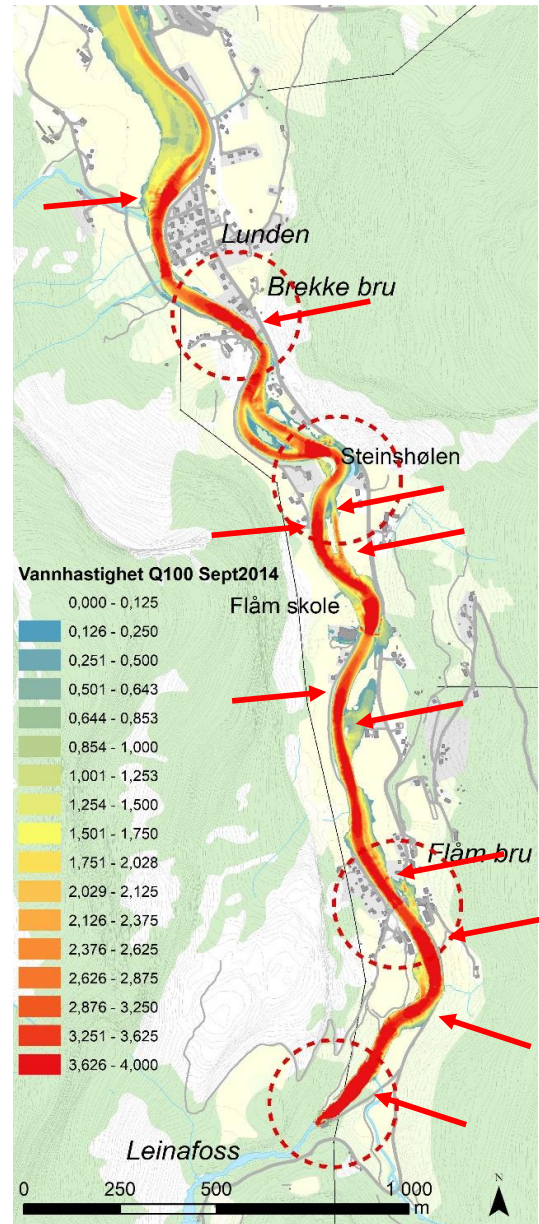 Lunden
Brekke bru
Steinshølen
Vannhastighet Q100 Sept2014
0,000 - 0,125
0,126 - 0,250
0,251 - 0,500
0,501 - 0,643
0,644 - 0,853
0,854 - 1,000
1,001 - 1,253
1,254 - 1,500
1,501 - 1,750
1,751 - 2,028
2,029 - 2,125
2,126 - 2,375
2,376 - 2,625
2,626 - 2,875
2,876 - 3,250
3,251 - 3,625
3,626 - 4,000
Flåm skole
Flåm bru
Leinafoss
0 250 500 1 000
m
N